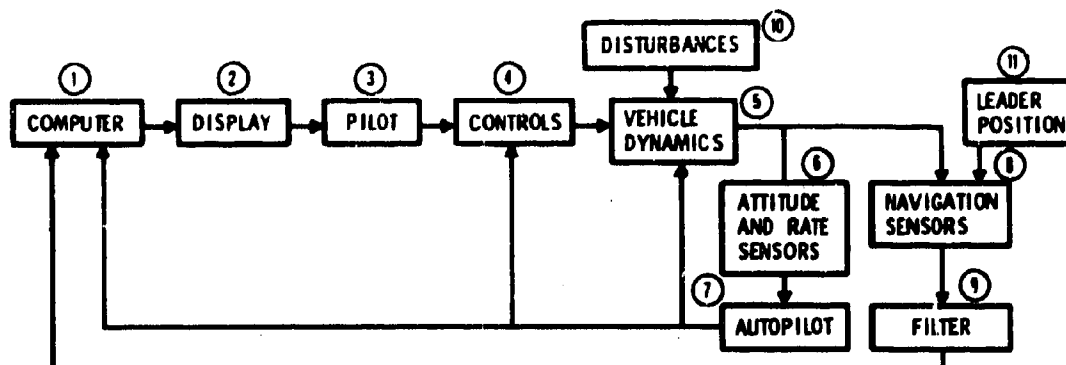 ⑩
DISTURBANCES
⑪
①
②
③
④
LEADER
POSITION
COMPUTER
DISPLAY
PILOT
CONTROLS
VEHICLE
DYNAMICS
⑤
⑥
⑧
ATTITUDE
AND RATE
SENSORS
NAVIGATION
SENSORS
⑦
⑨
AUTOPILOT
FILTER